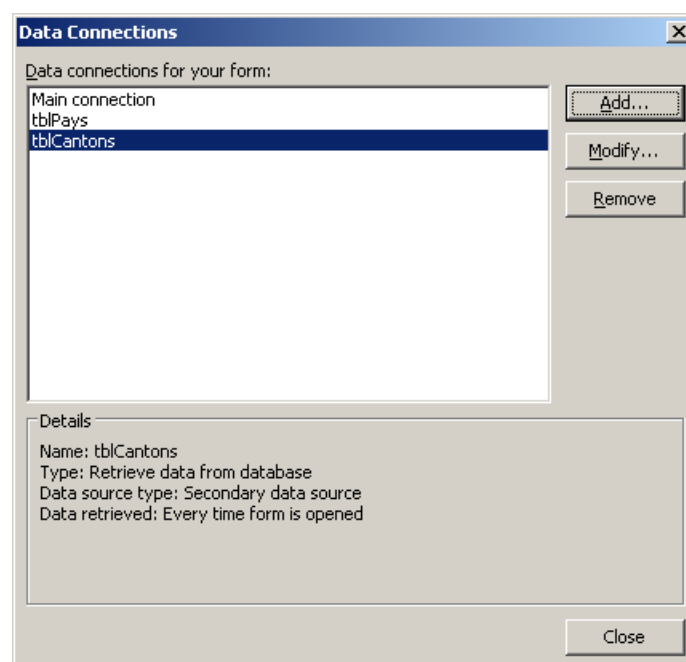 Data Connections
Data connections for your form:
Main connection
tblPays
tblCantons
Add...
Modify...
Remove
Details
Name: tblCantons
Type: Retrieve data from database
Data source type: Secondary data source
Data retrieved: Every time form is opened
Close